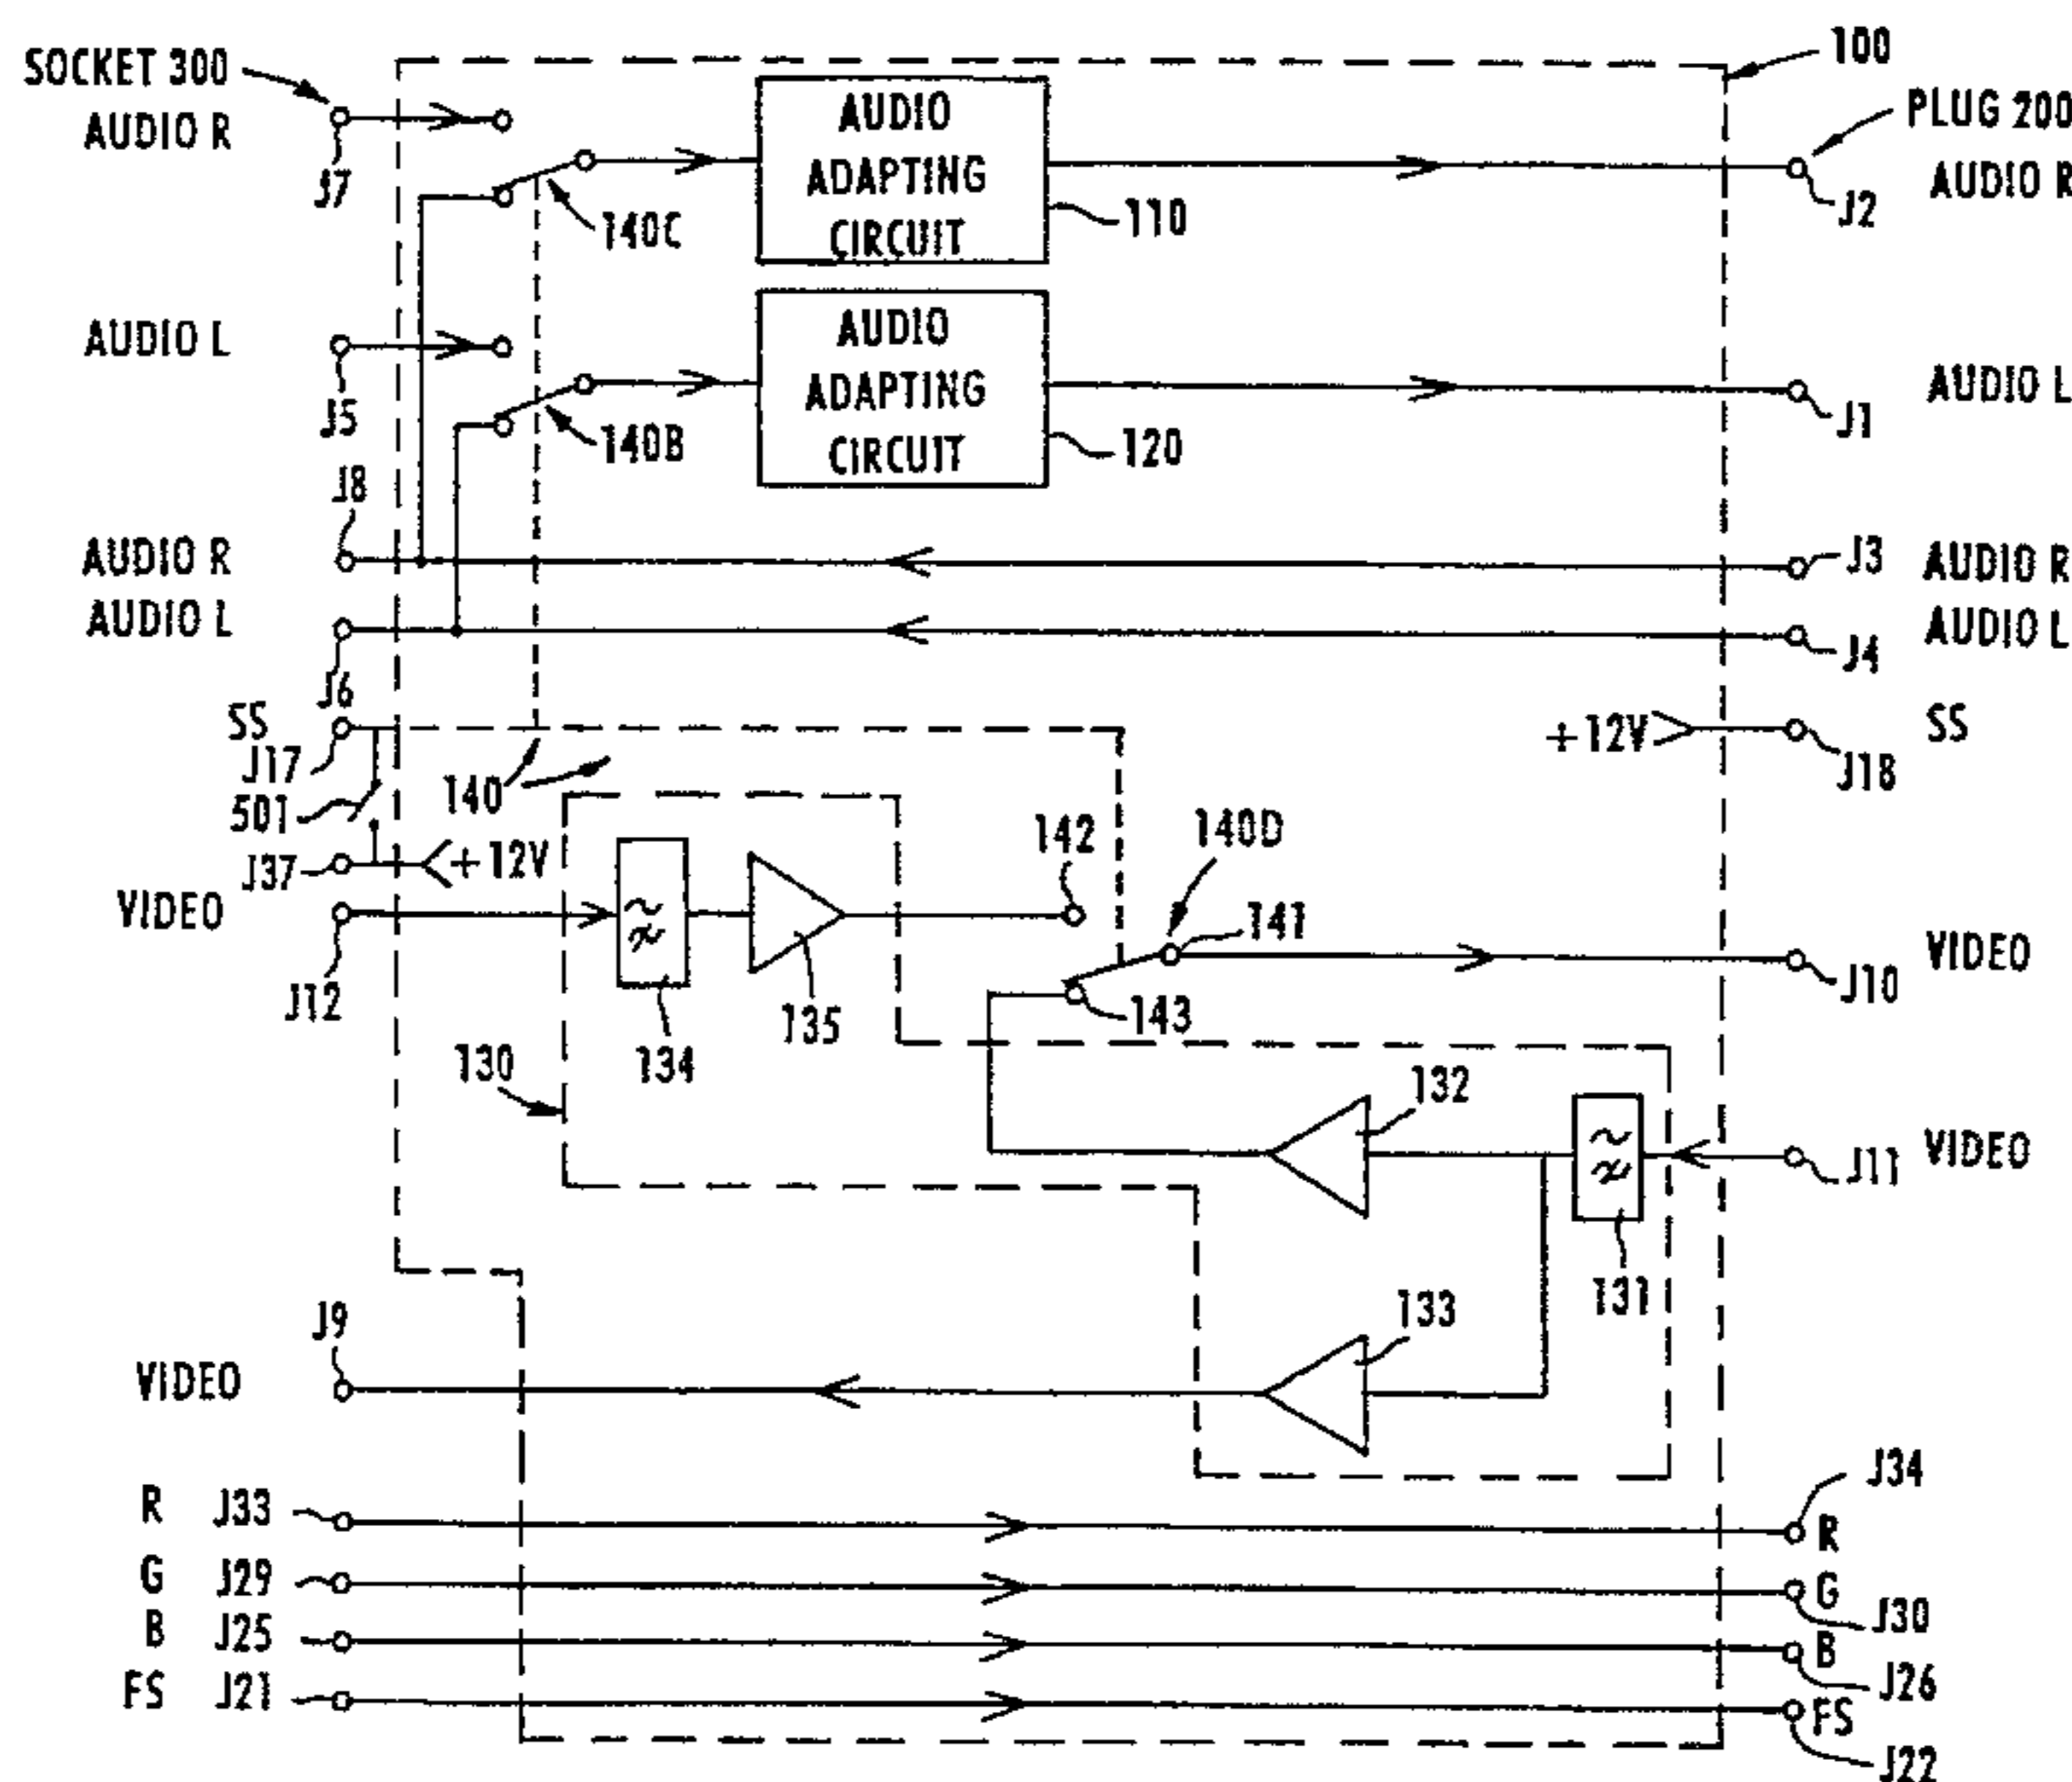 SOCKET 300
100
AUDIO R
AUDIO
ADAPTING
CIRCUIT
PLUG 200
AUDIO R
J7
140C
110
J2
AUDIO L
AUDIO
ADAPTING
CIRCUIT
AUDIO L
J5
140B
120
J1
J8
AUDIO R
J3
AUDIO R
AUDIO L
AUDIO L
J6
J4
SS
+12V
SS
J17
J18
501
140
J37
+12V
142
140D
VIDEO
141
VIDEO
J12
135
143
J10
130
134
132
J11
VIDEO
131
J9
133
VIDEO
J34
R J33
R
G J29
G
J30
B J25
B
J26
FS J21
FS
J22